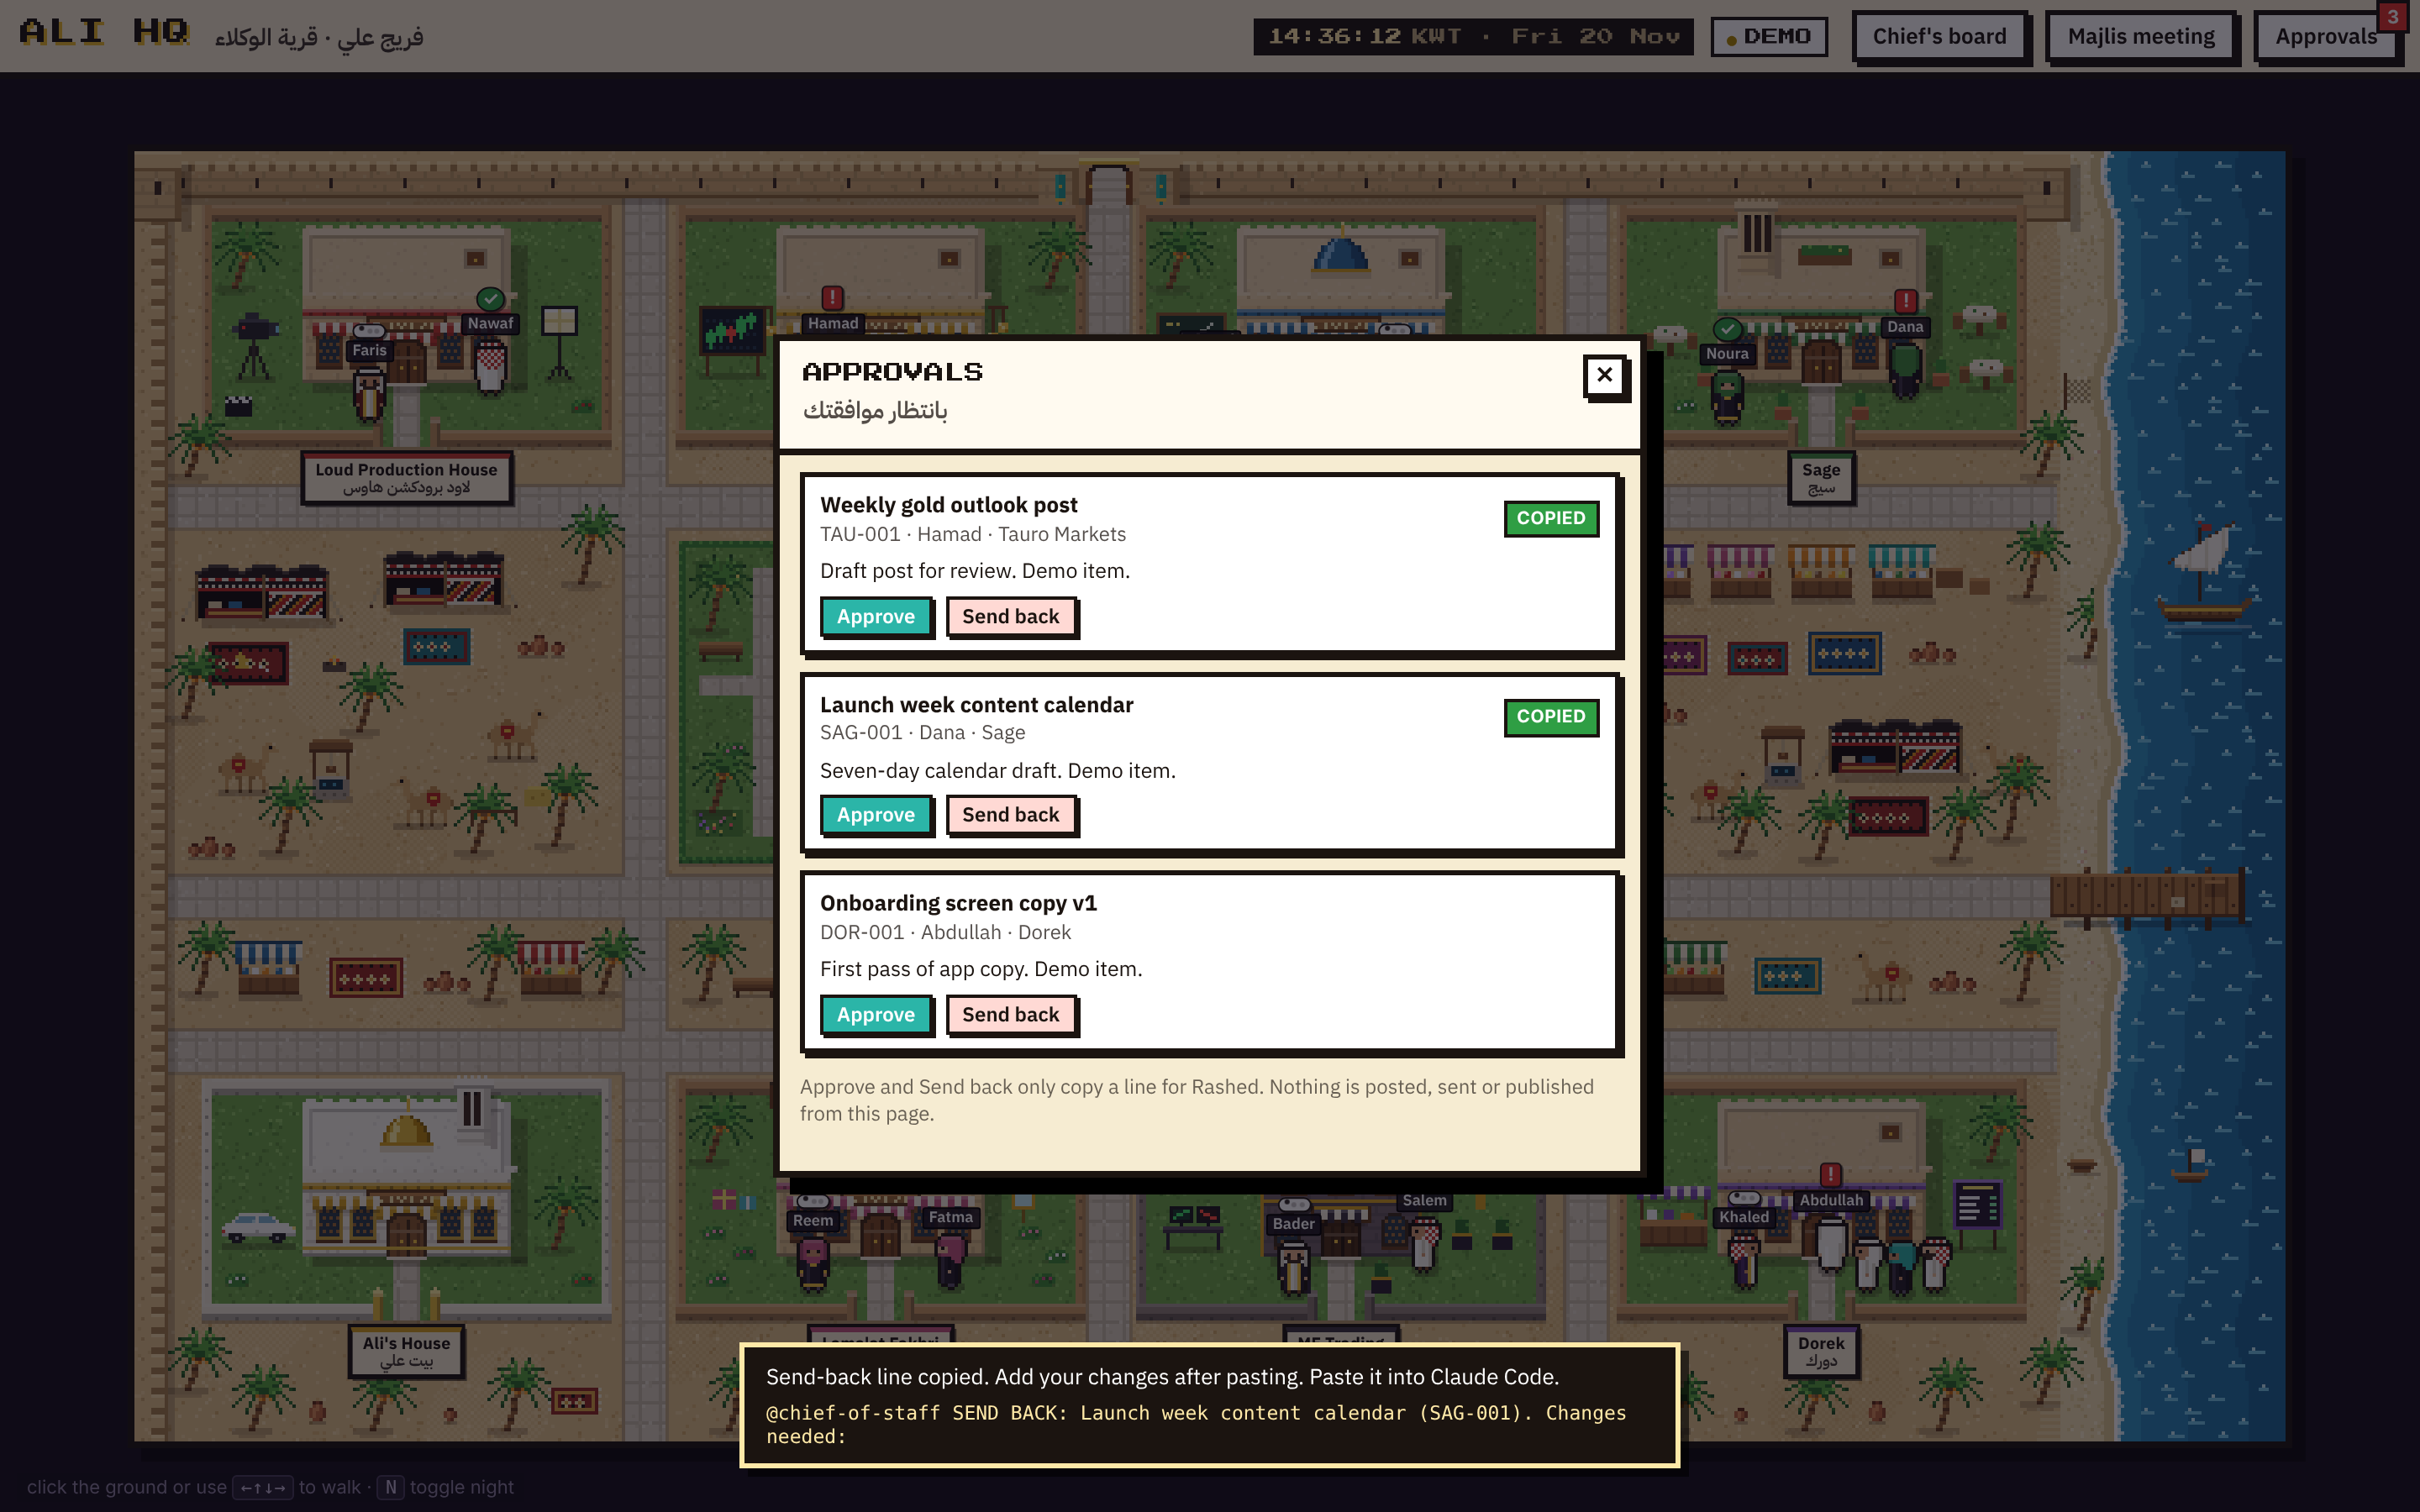 ALI HQ
فريج علي · قرية الوكلاء
14:36:12 KWT · Fri 20 Nov
DEMO
Chief's board
Majlis meeting
Approvals
3
Nawaf
Faris
Hamad
Noura
Dana
Loud Production House
لاود برودكشن هاوس
Sage
سيج
APPROVALS
بانتظار موافقتك
Weekly gold outlook post
COPIED
TAU-001 · Hamad · Tauro Markets
Draft post for review. Demo item.
Approve
Send back
Launch week content calendar
COPIED
SAG-001 · Dana · Sage
Seven-day calendar draft. Demo item.
Approve
Send back
Onboarding screen copy v1
DOR-001 · Abdullah · Dorek
First pass of app copy. Demo item.
Approve
Send back
Approve and Send back only copy a line for Rashed. Nothing is posted, sent or published
from this page.
Reem
Fatma
Bader
Salem
Khaled
Abdullah
Ali's House
بيت علي
Dorek
دورك
Send-back line copied. Add your changes after pasting. Paste it into Claude Code.
@chief-of-staff SEND BACK: Launch week content calendar (SAG-001). Changes
needed:
click the ground or use ←↑↓→ to walk · N toggle night